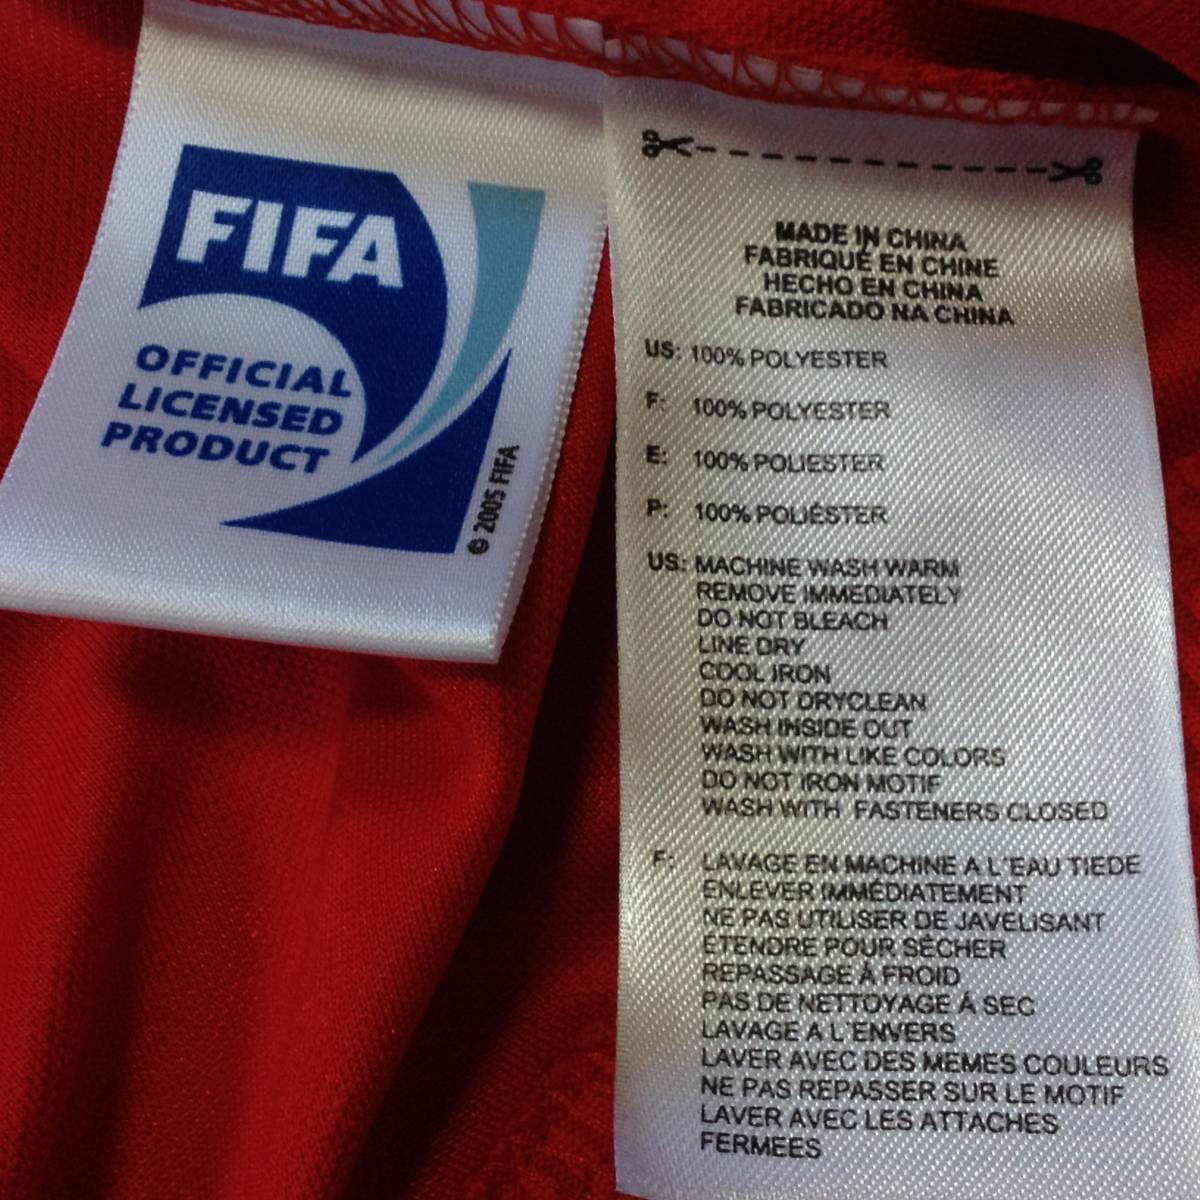 FIFA
OFFICIAL
LICENSED
PRODUCT
© 2005 FIFA
MADE IN CHINA
FABRIQUÉ EN CHINE
HECHO EN CHINA
FABRICADO NA CHINA
US: 100% POLYESTER
F: 100% POLYESTER
E: 100% POLIESTER
P: 100% POLIÉSTER
US: MACHINE WASH WARM
REMOVE IMMEDIATELY
DO NOT BLEACH
LINE DRY
COOL IRON
DO NOT DRYCLEAN
WASH INSIDE OUT
WASH WITH LIKE COLORS
DO NOT IRON MOTIF
WASH WITH FASTENERS CLOSED
F: LAVAGE EN MACHINE A L'EAU TIEDE
ENLEVER IMMÉDIATEMENT
NE PAS UTILISER DE JAVELISANT
ETENDRE POUR SÉCHER
REPASSAGE À FROID
PAS DE NETTOYAGE Á SEC
LAVAGE A L'ENVERS
LAVER AVEC DES MEMES COULEURS
NE PAS REPASSER SUR LE MOTIF
LAVER AVEC LES ATTACHES
FERMEES